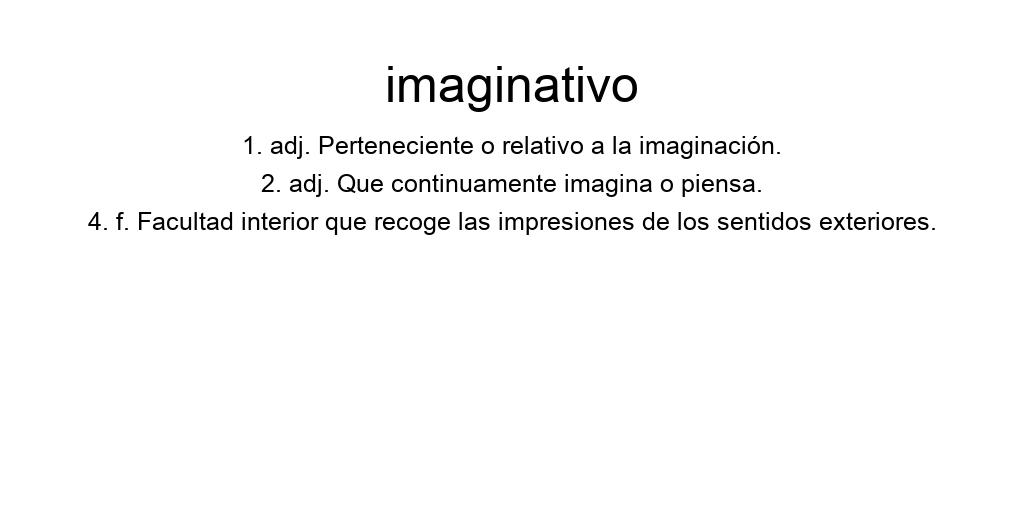 imaginativo
1. adj. Perteneciente o relativo a la imaginación.
2. adj. Que continuamente imagina o piensa.
4. f. Facultad interior que recoge las impresiones de los sentidos exteriores.